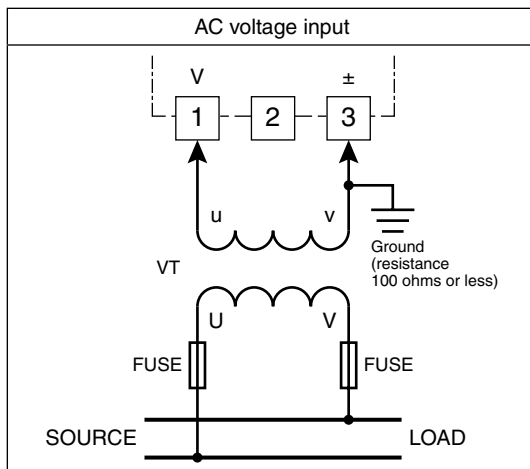 AC voltage input
V ±
1 2 3
u v
VT
Ground
(resistance
100 ohms or less)
U V
FUSE FUSE
SOURCE LOAD